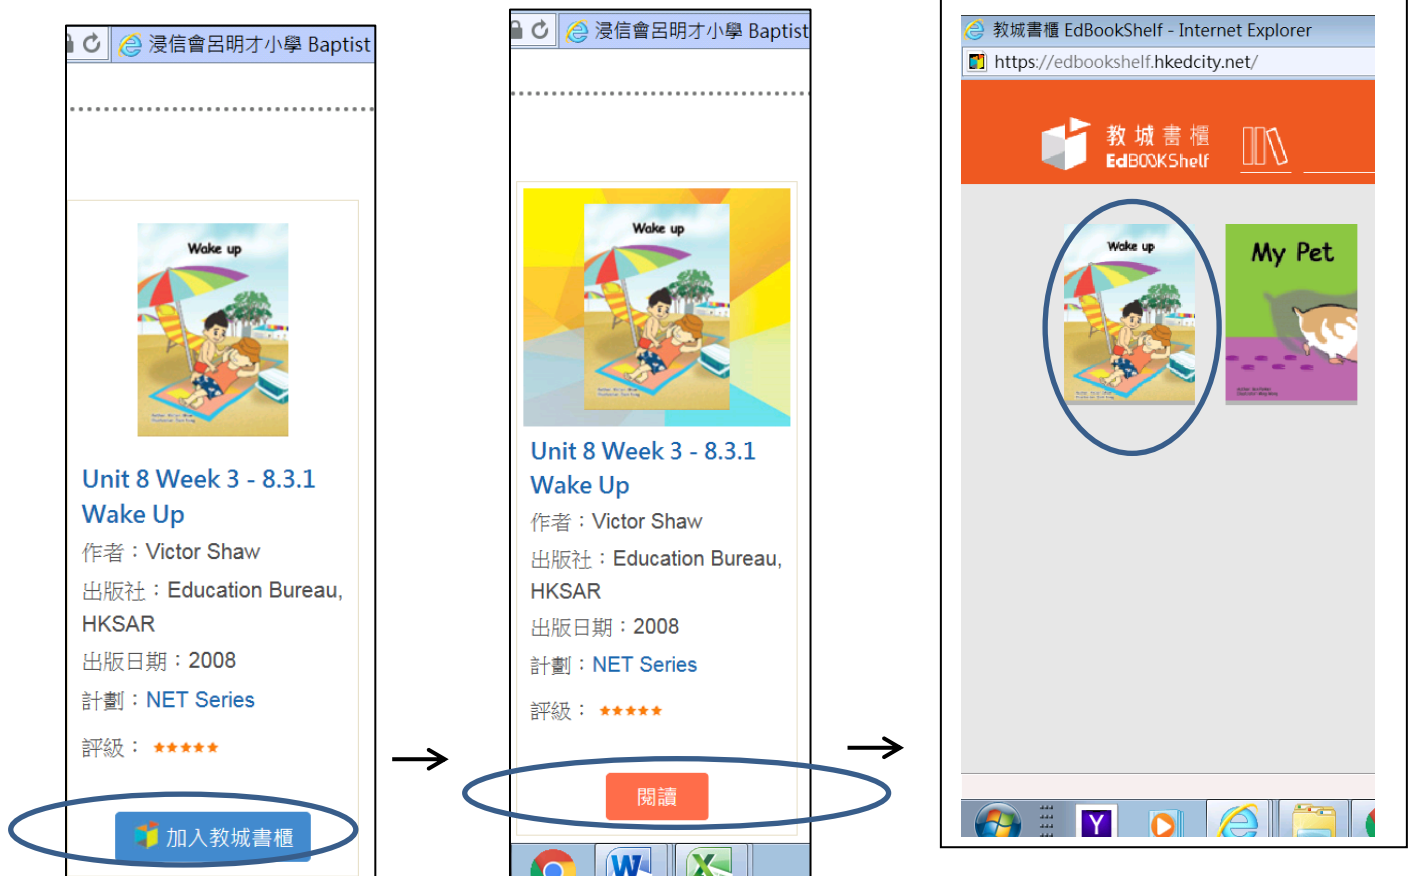 浸信會呂明才小學 Baptist
Wake up
Unit 8 Week 3 - 8.3.1
Wake Up
作者：Victor Shaw
出版社：Education Bureau,
HKSAR
出版日期：2008
計劃：NET Series
評級：★★★★★
加入教城書櫃
浸信會呂明才小學 Baptist
Wake up
Unit 8 Week 3 - 8.3.1
Wake Up
作者：Victor Shaw
出版社：Education Bureau,
HKSAR
出版日期：2008
計劃：NET Series
評級：★★★★★
閱讀
教城書櫃 EdBookShelf - Internet Explorer
https://edbookshelf.hkedcity.net/
教城書櫃
EdBOOKShelf
Wake up
My Pet